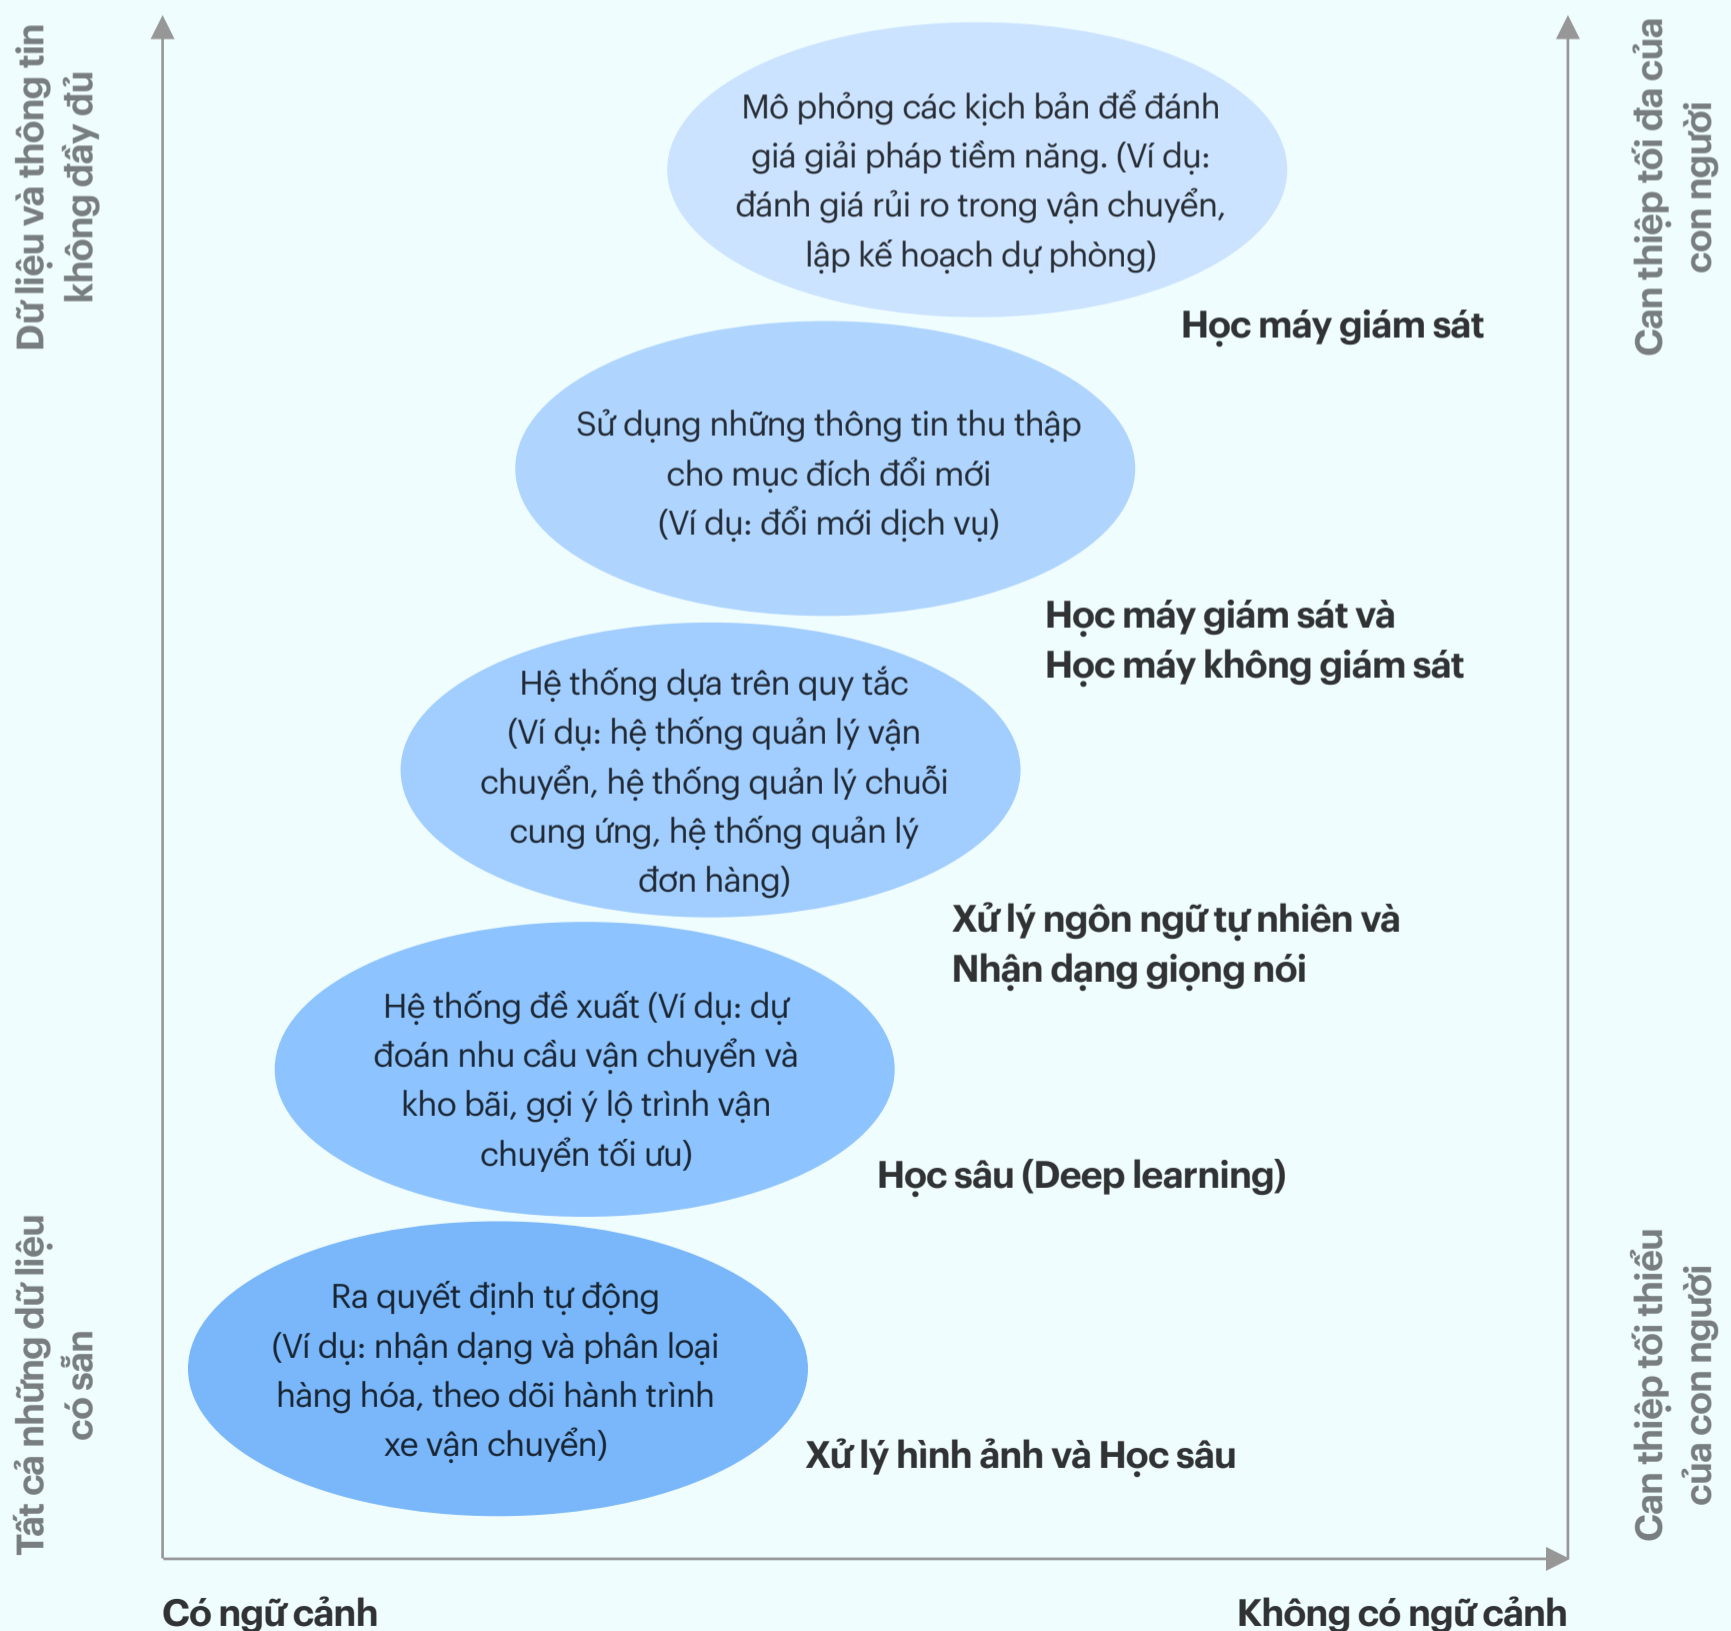 Dữ liệu và thông tin
không đầy đủ
Can thiệp tối đa của
con người
Mô phỏng các kịch bản để đánh
giá giải pháp tiềm năng. (Ví dụ:
đánh giá rủi ro trong vận chuyển,
lập kế hoạch dự phòng)
Học máy giám sát
Sử dụng những thông tin thu thập
cho mục đích đổi mới
(Ví dụ: đổi mới dịch vụ)
Học máy giám sát và
Học máy không giám sát
Hệ thống dựa trên quy tắc
(Ví dụ: hệ thống quản lý vận
chuyển, hệ thống quản lý chuỗi
cung ứng, hệ thống quản lý
đơn hàng)
Xử lý ngôn ngữ tự nhiên và
Nhận dạng giọng nói
Hệ thống đề xuất (Ví dụ: dự
đoán nhu cầu vận chuyển và
kho bãi, gợi ý lộ trình vận
chuyển tối ưu)
Học sâu (Deep learning)
Tất cả những dữ liệu
có sẵn
Can thiệp tối thiểu
của con người
Ra quyết định tự động
(Ví dụ: nhận dạng và phân loại
hàng hóa, theo dõi hành trình
xe vận chuyển)
Xử lý hình ảnh và Học sâu
Có ngữ cảnh
Không có ngữ cảnh